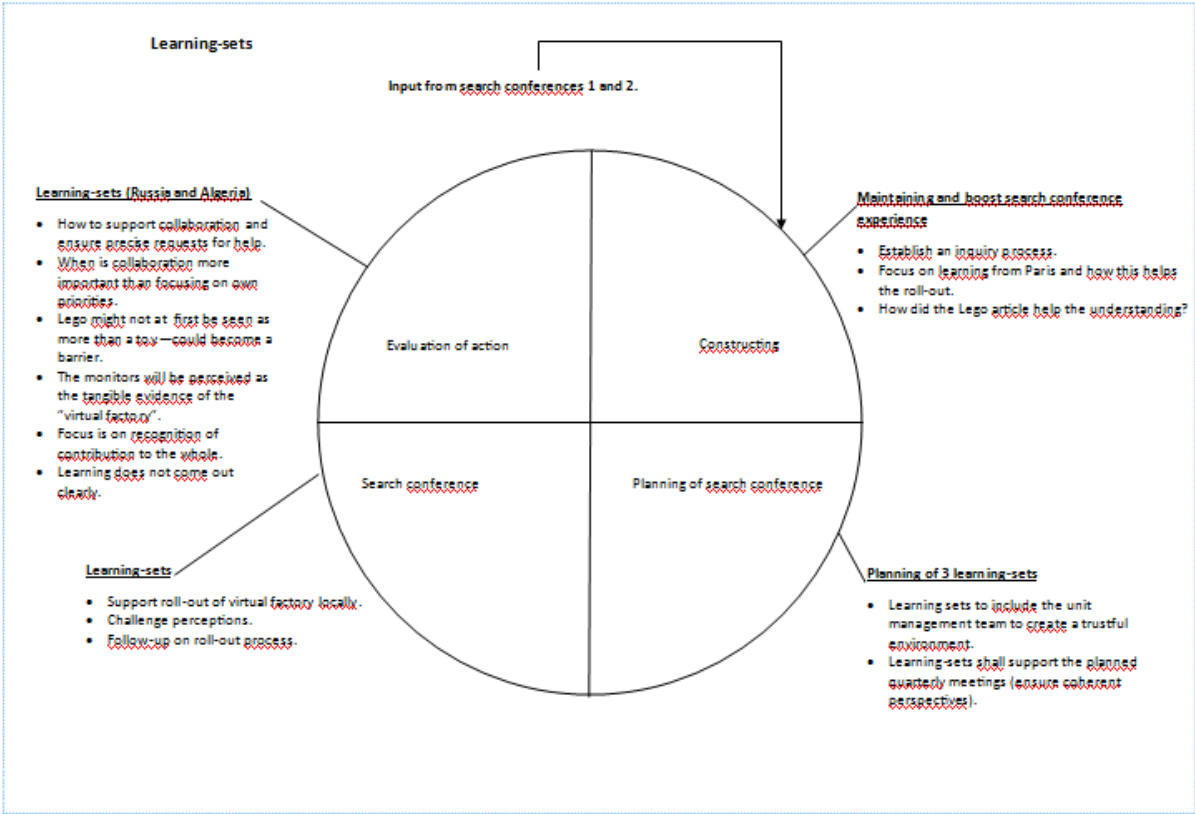 Learning-sets
Input from search conferences 1 and 2.
Learning-sets (Russia and Algeria)
• How to support collaboration and
ensure precise requests for help.
• When is collaboration more
important than focusing on own
priorities.
• Lego might not at first be seen as
more than a toy – could become a
barrier.
• The monitors will be perceived as
the tangible evidence of the
"virtual factory".
• Focus is on recognition of
contribution to the whole.
• Learning does not come out
clearly.
Maintaining and boost search conference
experience
• Establish an inquiry process.
• Focus on learning from Paris and how this helps
the roll-out.
• How did the Lego article help the understanding?
Evaluation of action
Constructing
Search conference
Planning of search conference
Learning-sets
• Support roll-out of virtual factory locally.
• Challenge perceptions.
• Follow-up on roll-out process.
Planning of 3 learning-sets
• Learning sets to include the unit
management team to create a trustful
environment.
• Learning-sets shall support the planned
quarterly meetings (ensure coherent
perspectives).